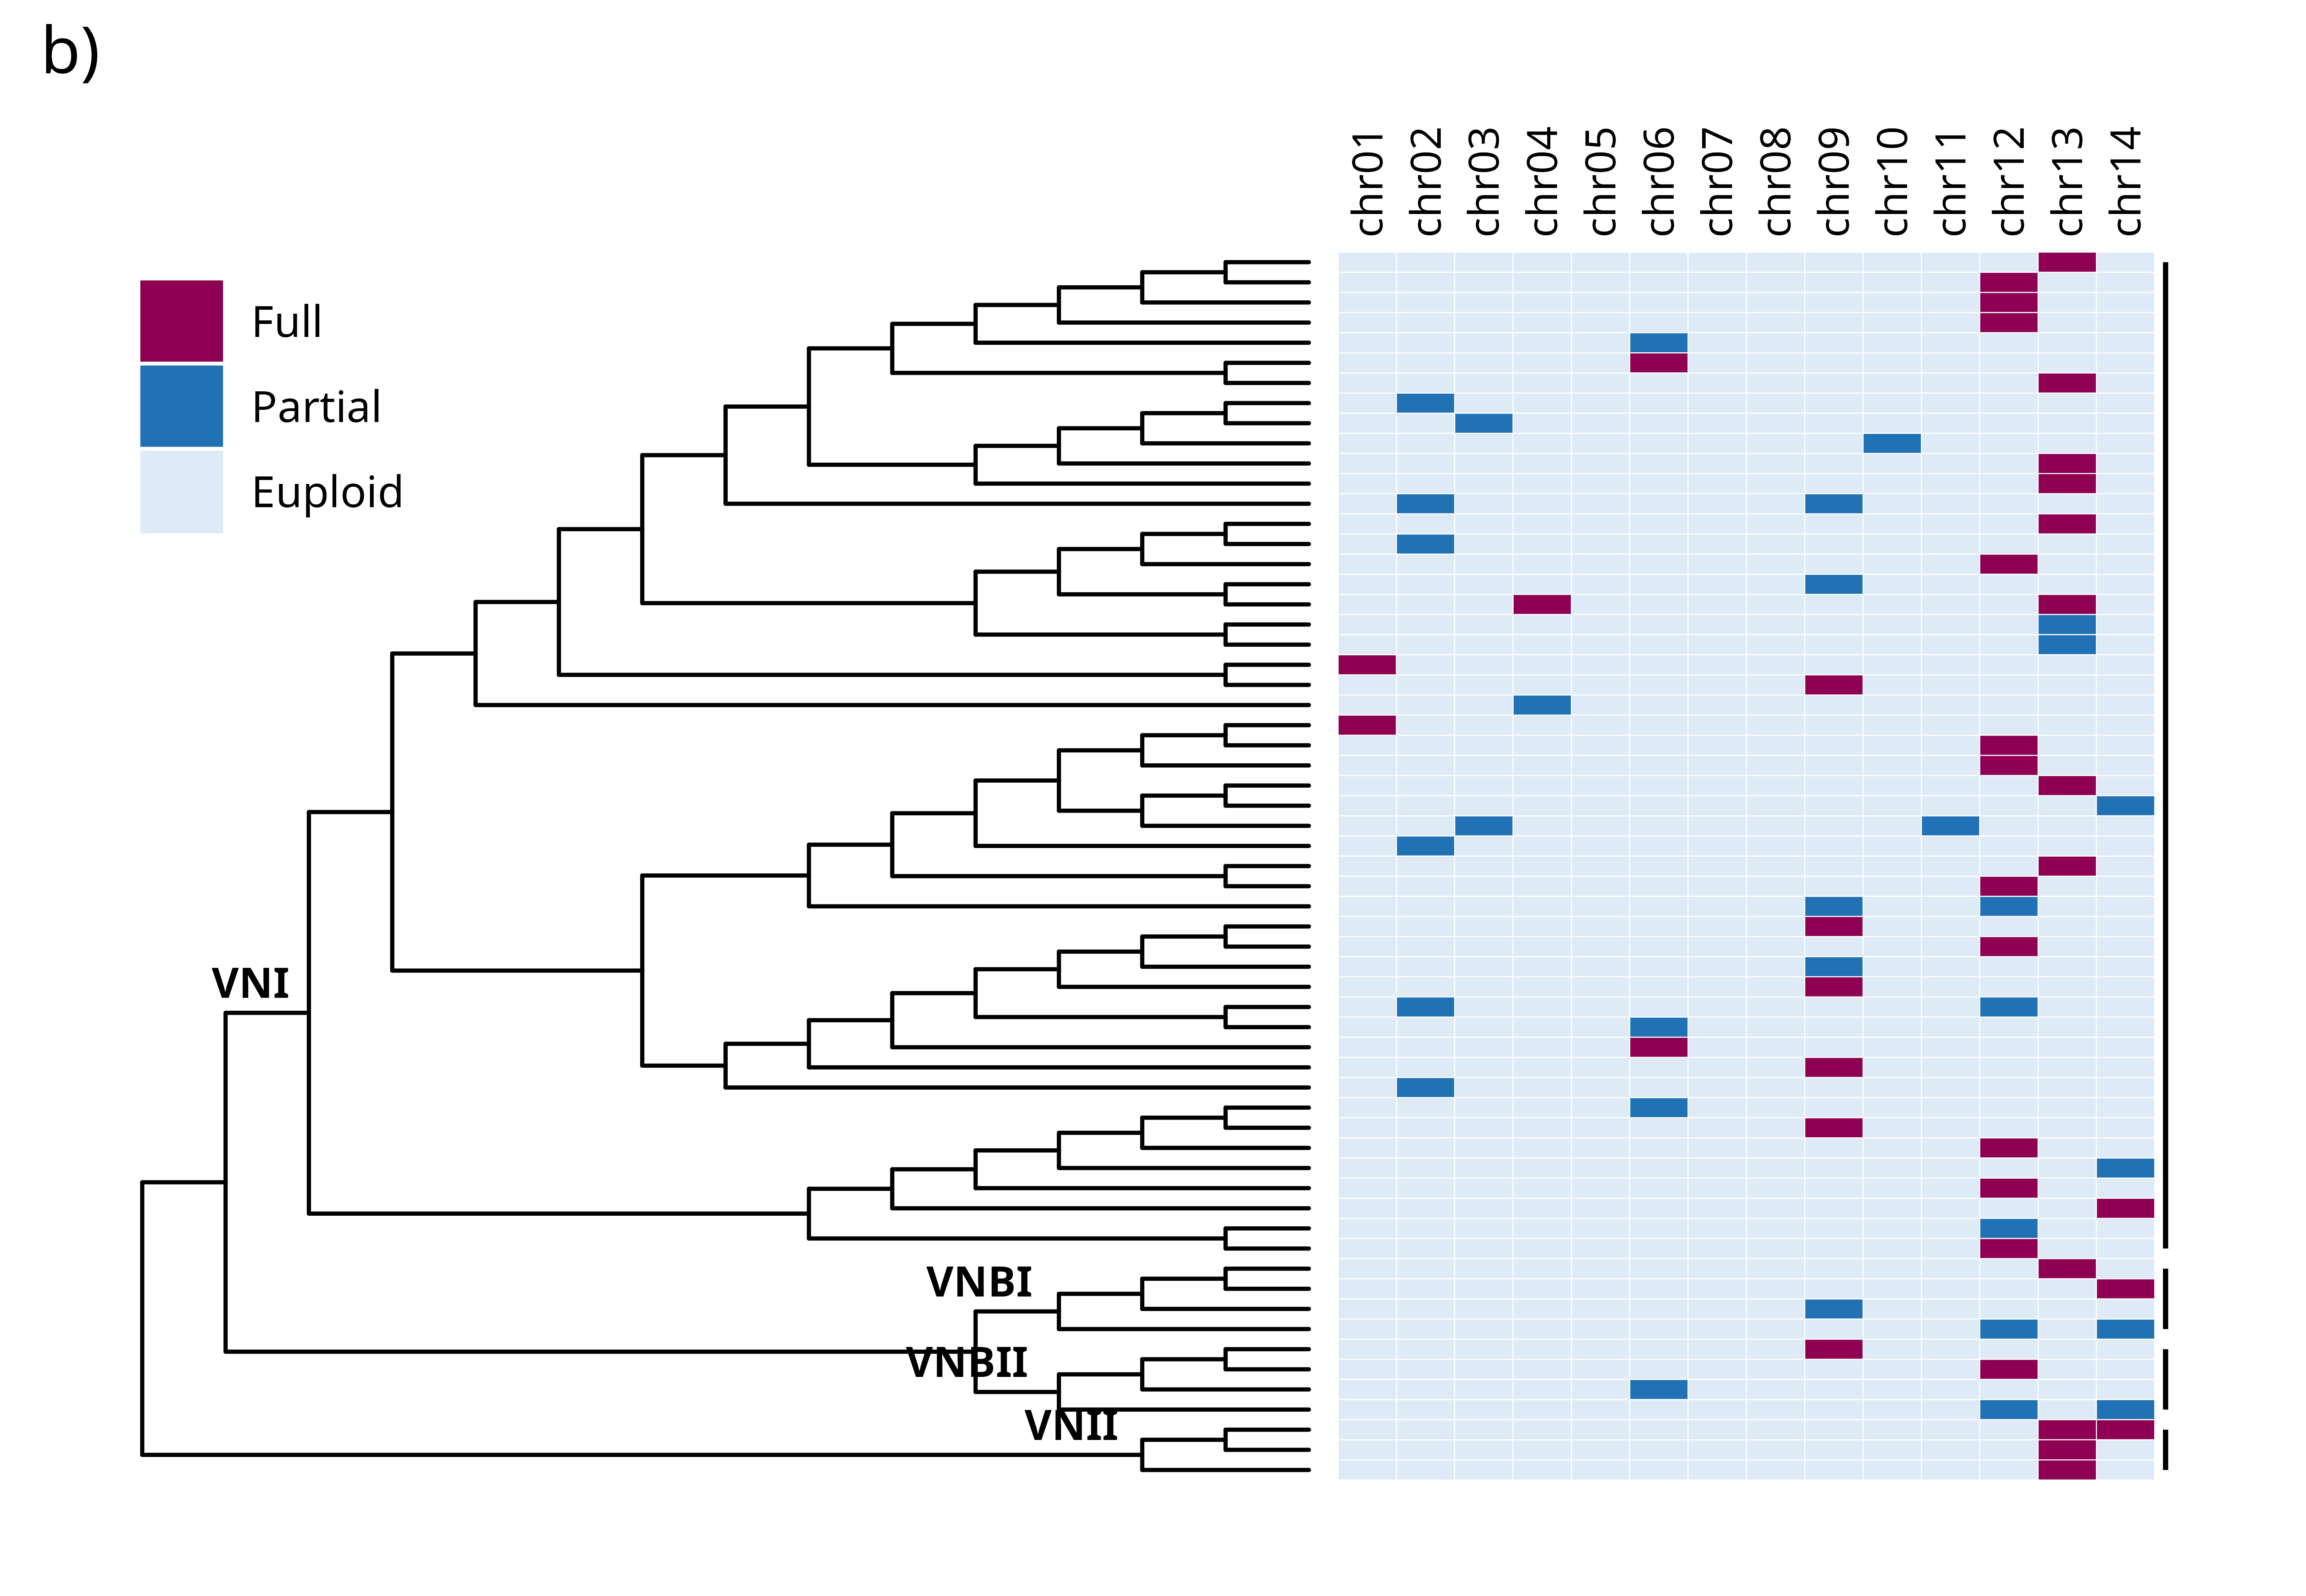 b)
chr01
chr02
chr03
chr04
chr05
chr06
chr07
chr08
chr09
chr10
chr11
chr12
chr13
chr14
Full
Partial
Euploid
VNI
VNBI
VNBII
VNII